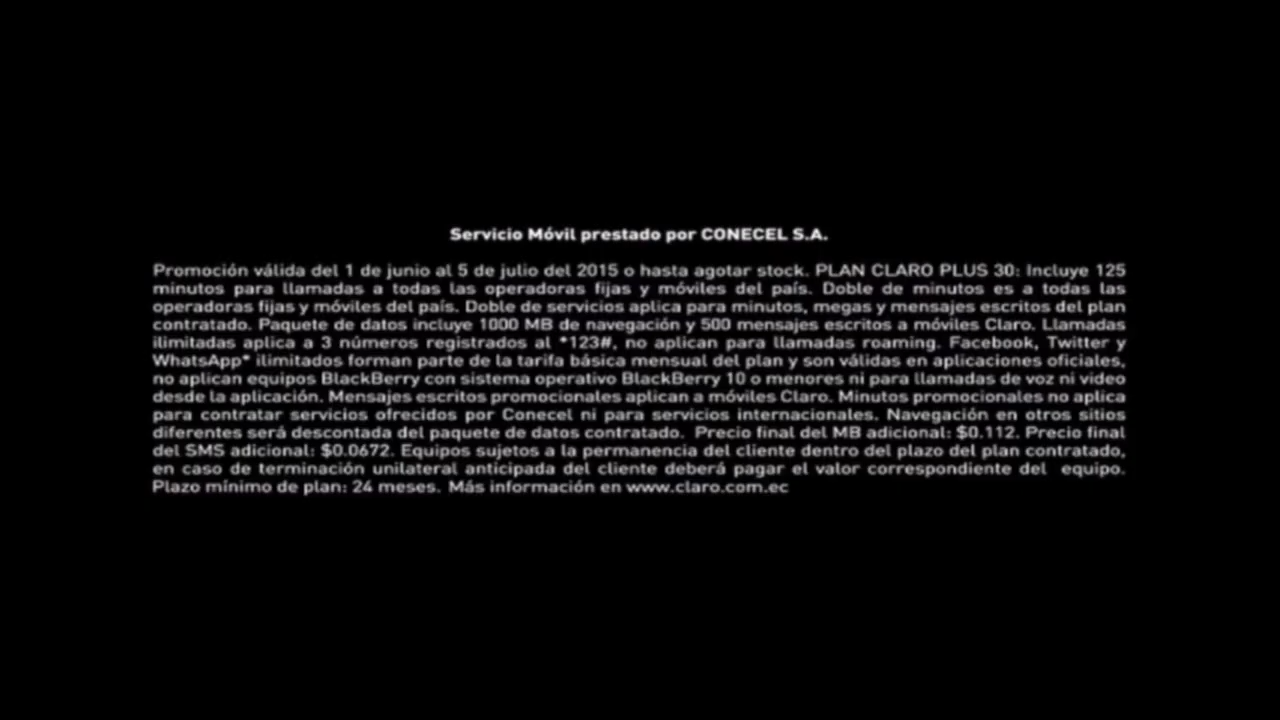 Servicio Móvil prestado por CONECEL S.A.
Promoción válida del 1 de junio al 5 de julio del 2015 o hasta agotar stock. PLAN CLARO PLUS 30: Incluye 125
minutos para llamadas a todas las operadoras fijas y móviles del país. Doble de minutos es a todas las
operadoras fijas y móviles del país. Doble de servicios aplica para minutos, megas y mensajes escritos del plan
contratado. Paquete de datos incluye 1000 MB de navegación y 500 mensajes escritos a móviles Claro. Llamadas
ilimitadas aplica a 3 números registrados al *123#, no aplican para llamadas roaming. Facebook, Twitter y
WhatsApp* ilimitados forman parte de la tarifa básica mensual del plan y son válidas en aplicaciones oficiales,
no aplican equipos BlackBerry con sistema operativo BlackBerry 10 o menores ni para llamadas de voz ni video
desde la aplicación. Mensajes escritos promocionales aplican a móviles Claro. Minutos promocionales no aplica
para contratar servicios ofrecidos por Conecel ni para servicios internacionales. Navegación en otros sitios
diferentes será descontada del paquete de datos contratado. Precio final del MB adicional: $0.112. Precio final
del SMS adicional: $0.0672. Equipos sujetos a la permanencia del cliente dentro del plazo del plan contratado,
en caso de terminación unilateral anticipada del cliente deberá pagar el valor correspondiente del equipo.
Plazo mínimo de plan: 24 meses. Más información en www.claro.com.ec